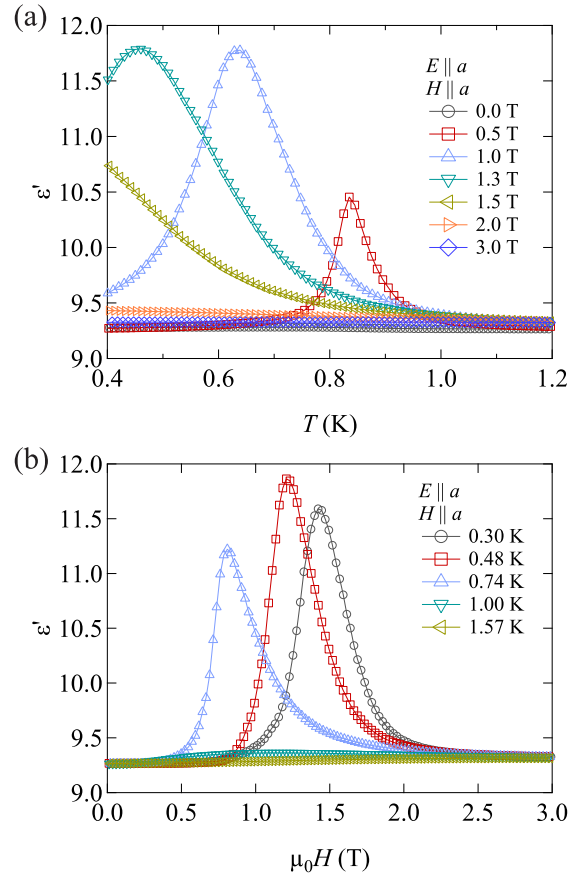 (a)
12.0
11.5
11.0
10.5
10.0
9.5
9.0
ε'
0.4 0.6 0.8 1.0 1.2
T (K)
E || a
H || a
0.0 T
0.5 T
1.0 T
1.3 T
1.5 T
2.0 T
3.0 T
(b)
12.0
11.5
11.0
10.5
10.0
9.5
9.0
ε'
0.0 0.5 1.0 1.5 2.0 2.5 3.0
μ₀H (T)
E || a
H || a
0.30 K
0.48 K
0.74 K
1.00 K
1.57 K